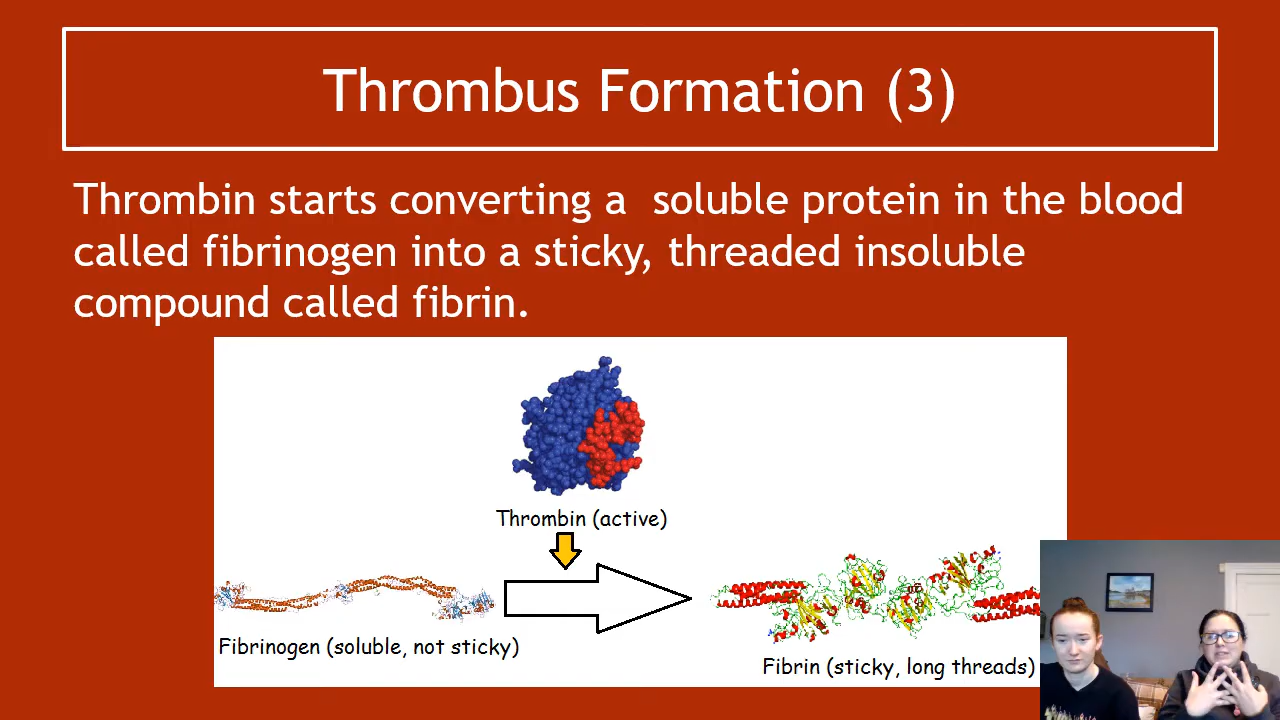 Thrombus Formation (3)
Thrombin starts converting a  soluble protein in the blood
called fibrinogen into a sticky, threaded insoluble
compound called fibrin.
Thrombin (active)
Fibrinogen (soluble, not sticky)
Fibrin (sticky, long threads)